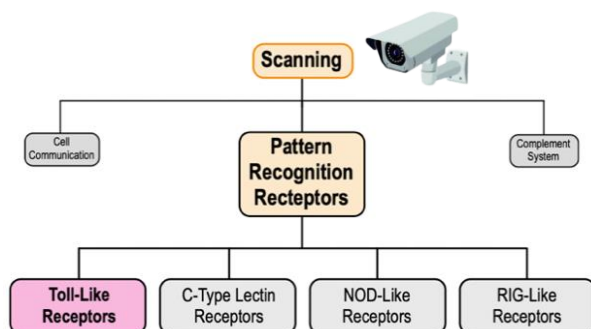 Scanning
Cell
Communication
Pattern
Recognition
Recteptors
Complement
System
Toll-Like
Receptors
C-Type Lectin
Receptors
NOD-Like
Receptors
RIG-Like
Receptors